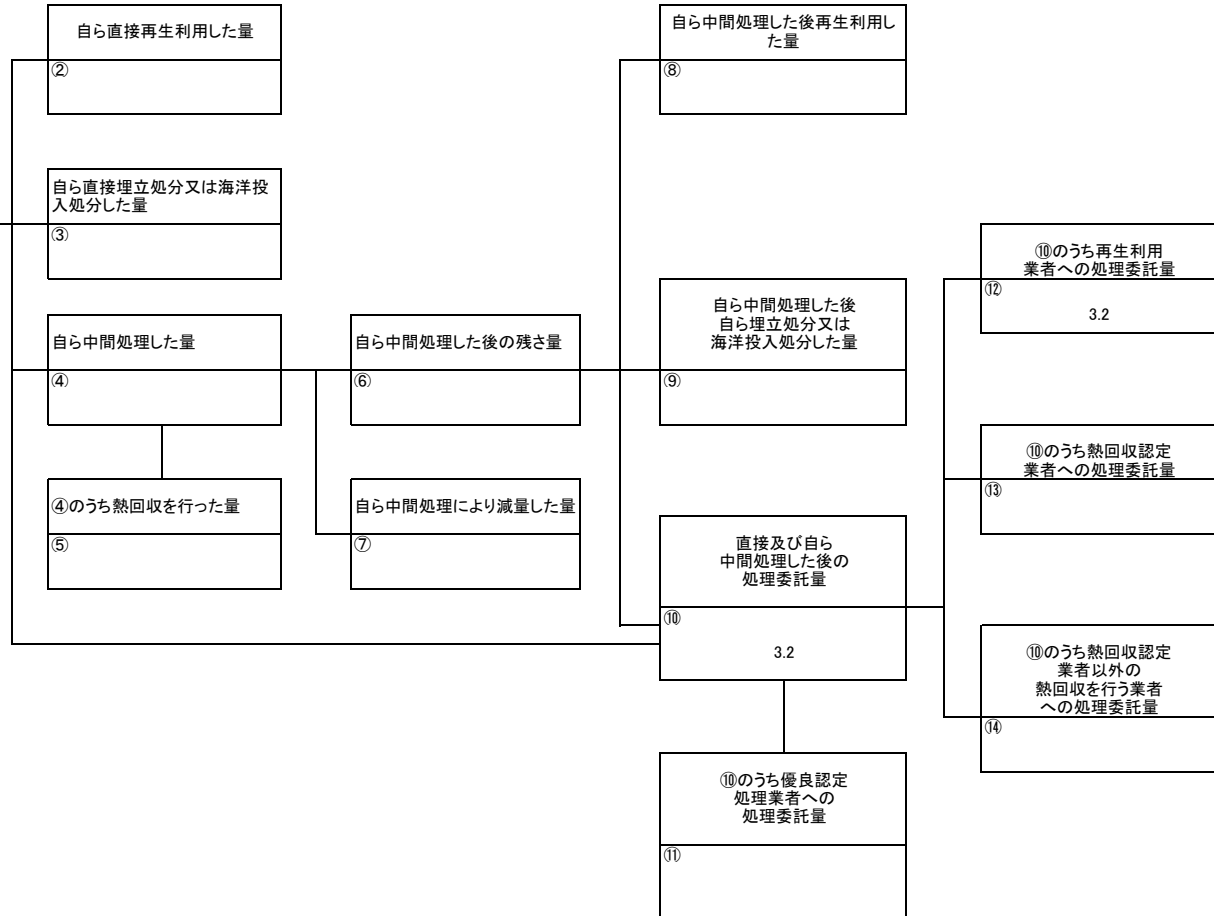 自ら直接再生利用した量
②
自ら中間処理した後再生利用し
た量
⑧
自ら直接埋立処分又は海洋投
入処分した量
③
自ら中間処理した量
④
自ら中間処理した後の残さ量
⑥
自ら中間処理した後
自ら埋立処分又は
海洋投入処分した量
⑨
⑩のうち再生利用
業者への処理委託量
⑫
3.2
④のうち熱回収を行った量
⑤
自ら中間処理により減量した量
⑦
直接及び自ら
中間処理した後の
処理委託量
⑩
3.2
⑩のうち熱回収認定
業者への処理委託量
⑬
⑩のうち熱回収認定
業者以外の
熱回収を行う業者
への処理委託量
⑭
⑩のうち優良認定
処理業者への
処理委託量
⑪